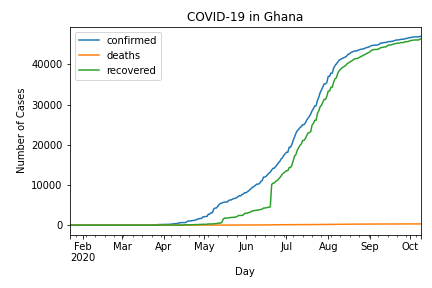 COVID-19 in Ghana
confirmed
deaths
recovered
Number of Cases
40000
30000
20000
10000
0
Feb Mar Apr May Jun Jul Aug Sep Oct
2020
Day